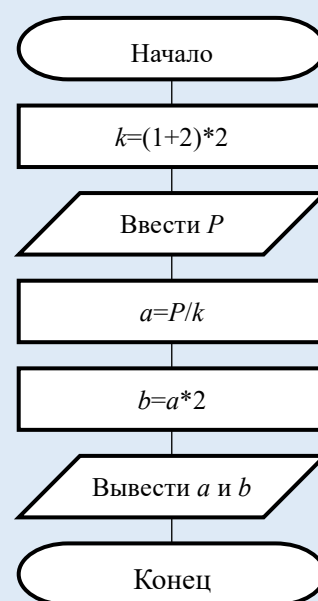 Начало
k=(1+2)*2
Ввести P
a=P/k
b=a*2
Вывести a и b
Конец